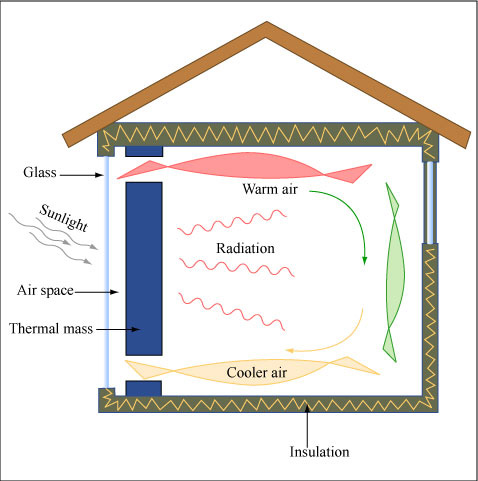 Glass
Warm air
Sunlight
Radiation
Air space
Thermal mass
Cooler air
Insulation